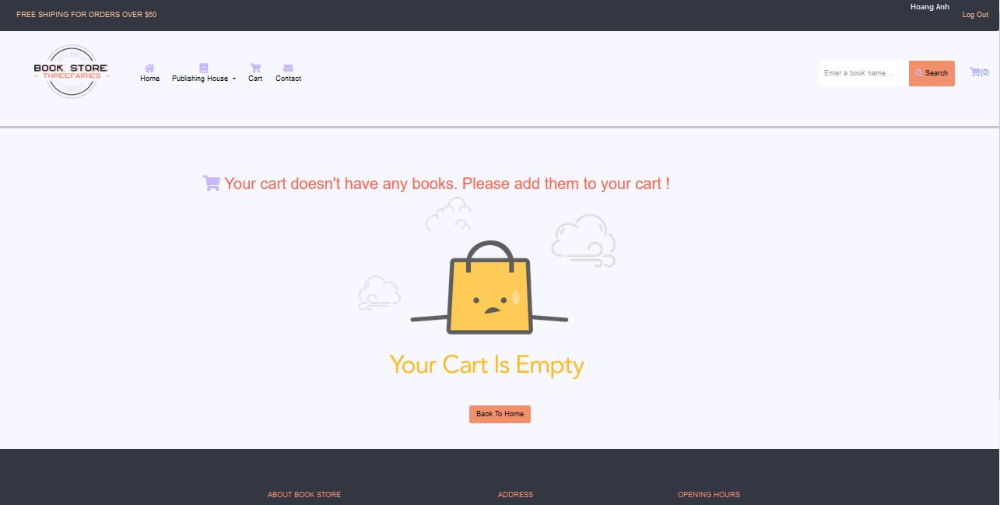 FREE SHIPING FOR ORDERS OVER $50
Hoang Anh
Log Out
BOOK STORE
- THREEFAIRIES -
Home
Publishing House
Cart
Contact
Enter a book name...
Search
(0)
Your cart doesn't have any books. Please add them to your cart !
Your Cart Is Empty
Back To Home
ABOUT BOOK STORE
ADDRESS
OPENING HOURS